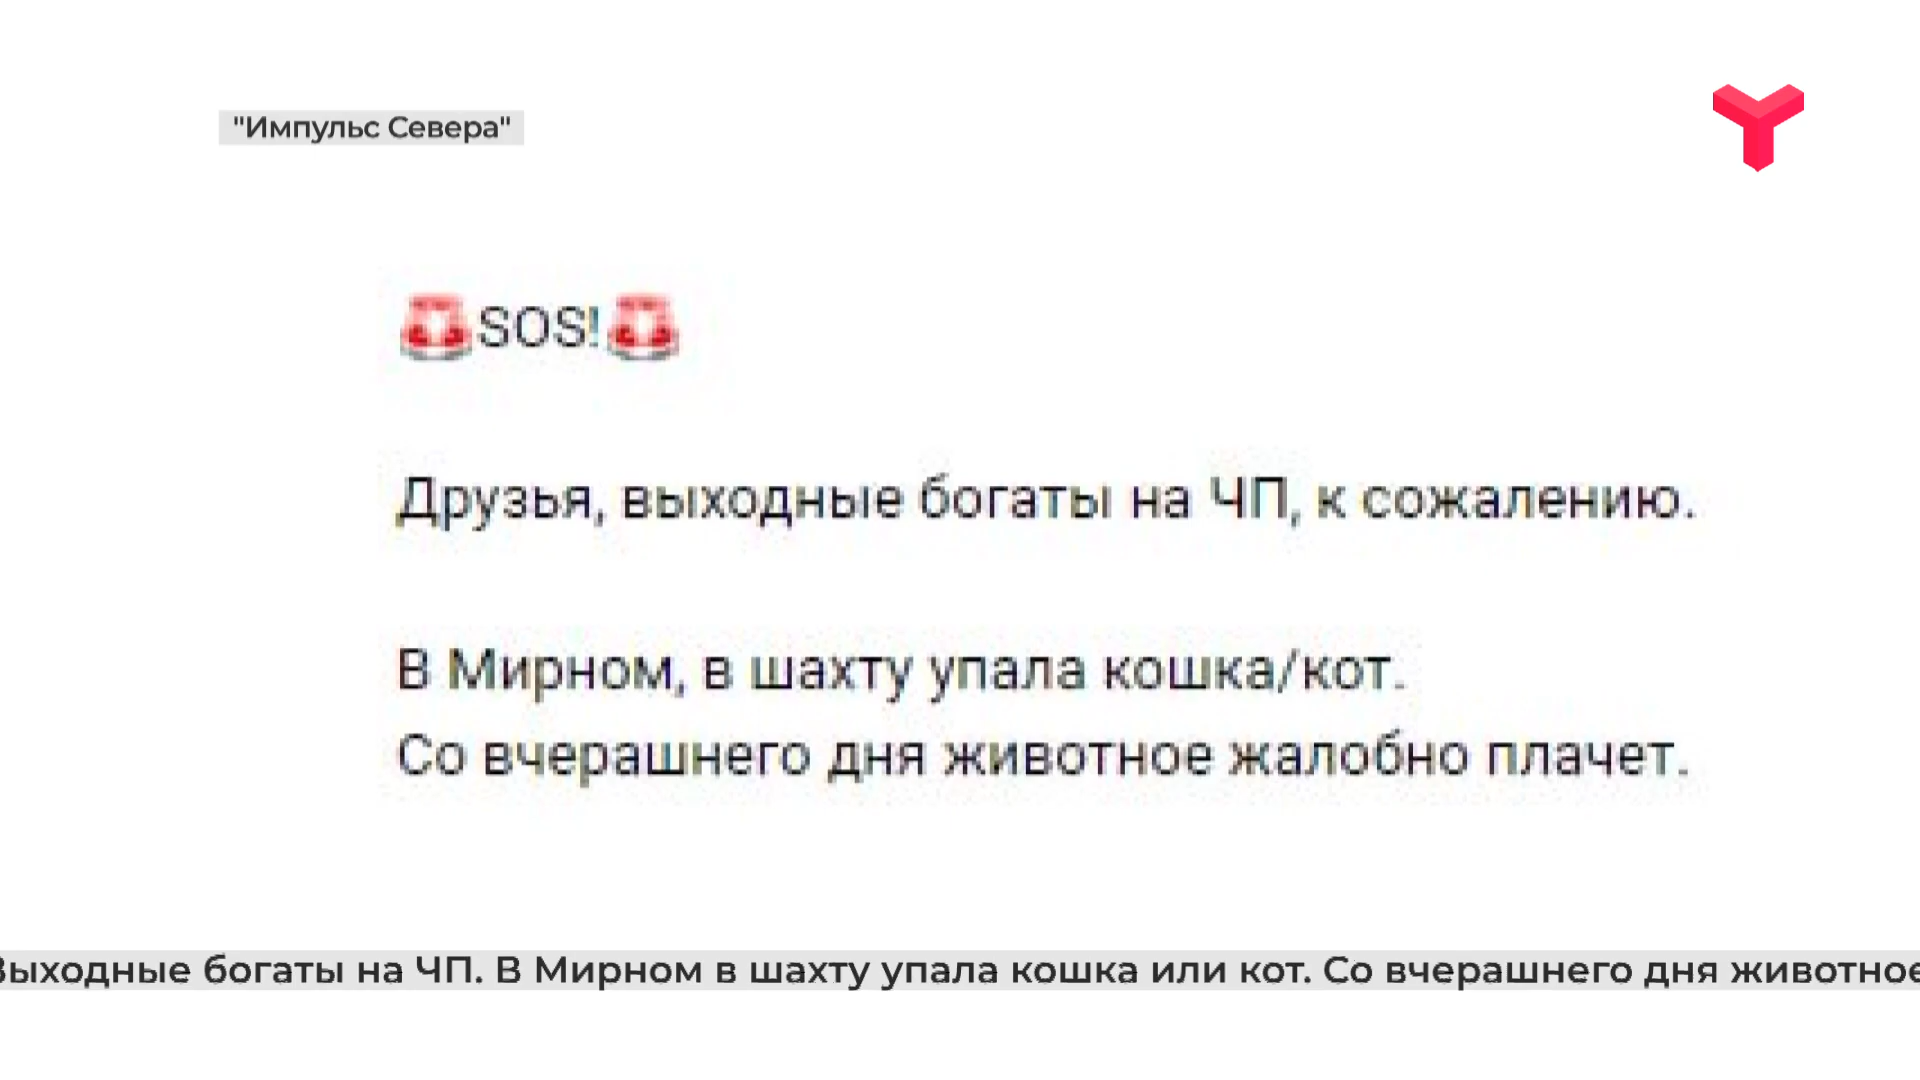 "Импульс Севера"
🚨SOS!🚨
Друзья, выходные богаты на ЧП, к сожалению.
В Мирном, в шахту упала кошка/кот.
Со вчерашнего дня животное жалобно плачет.
Выходные богаты на ЧП. В Мирном в шахту упала кошка или кот. Со вчерашнего дня животное